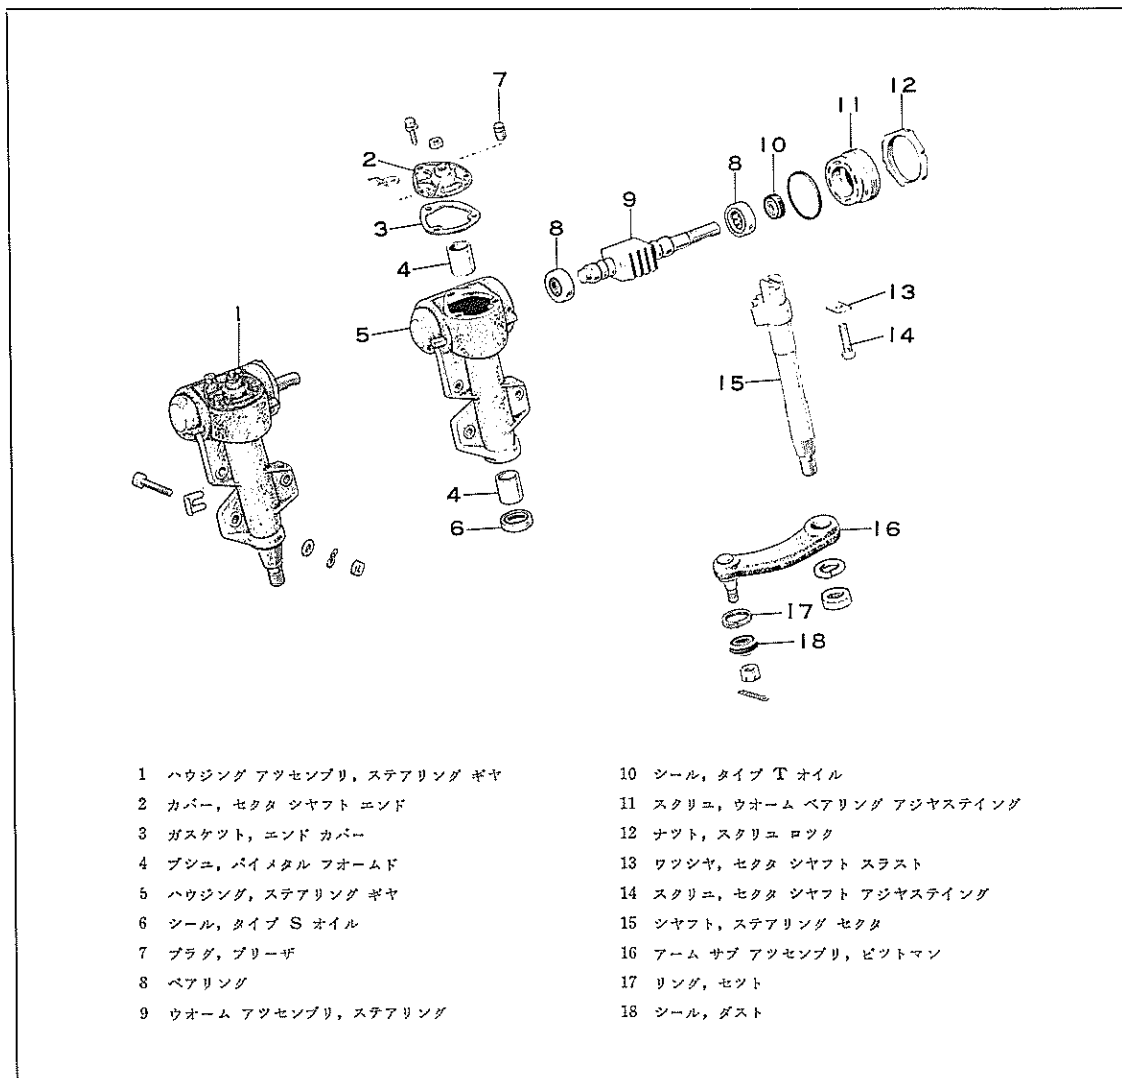 7
12
11
10
2
8
9
3
8
4
13
1
5
14
15
4
6
16
17
18
1 ハウジング アツセンブリ, ステアリング ギヤ
2 カバー, セクタ シヤフト エンド
3 ガスケツト, エンド カバー
4 ブシユ, バイメタル フオームド
5 ハウジング, ステアリング ギヤ
6 シール, タイプ S オイル
7 プラグ, ブリーザ
8 ベアリング
9 ウオーム アツセンブリ, ステアリング
10 シール, タイプ T オイル
11 スクリユ, ウオーム ベアリング アジヤステイング
12 ナツト, スクリユ ロツク
13 ワツシヤ, セクタ シヤフト スラスト
14 スクリユ, セクタ シヤフト アジヤステイング
15 シヤフト, ステアリング セクタ
16 アーム サブ アツセンブリ, ピツトマン
17 リング, セツト
18 シール, ダスト